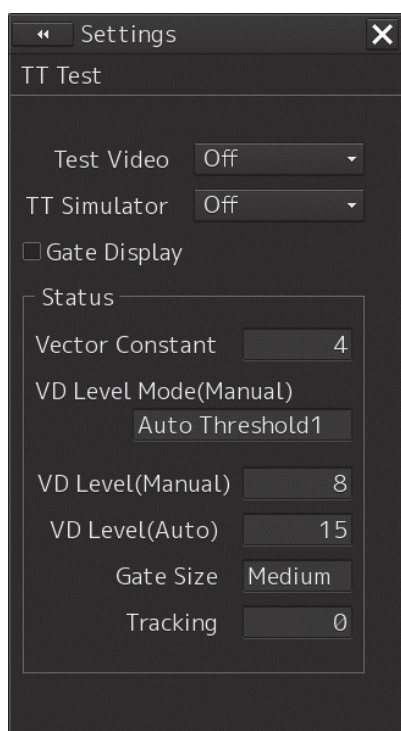 Settings
TT Test
Test Video Off
TT Simulator Off
Gate Display
Status
Vector Constant 4
VD Level Mode(Manual)
Auto Threshold1
VD Level(Manual) 8
VD Level(Auto) 15
Gate Size Medium
Tracking 0